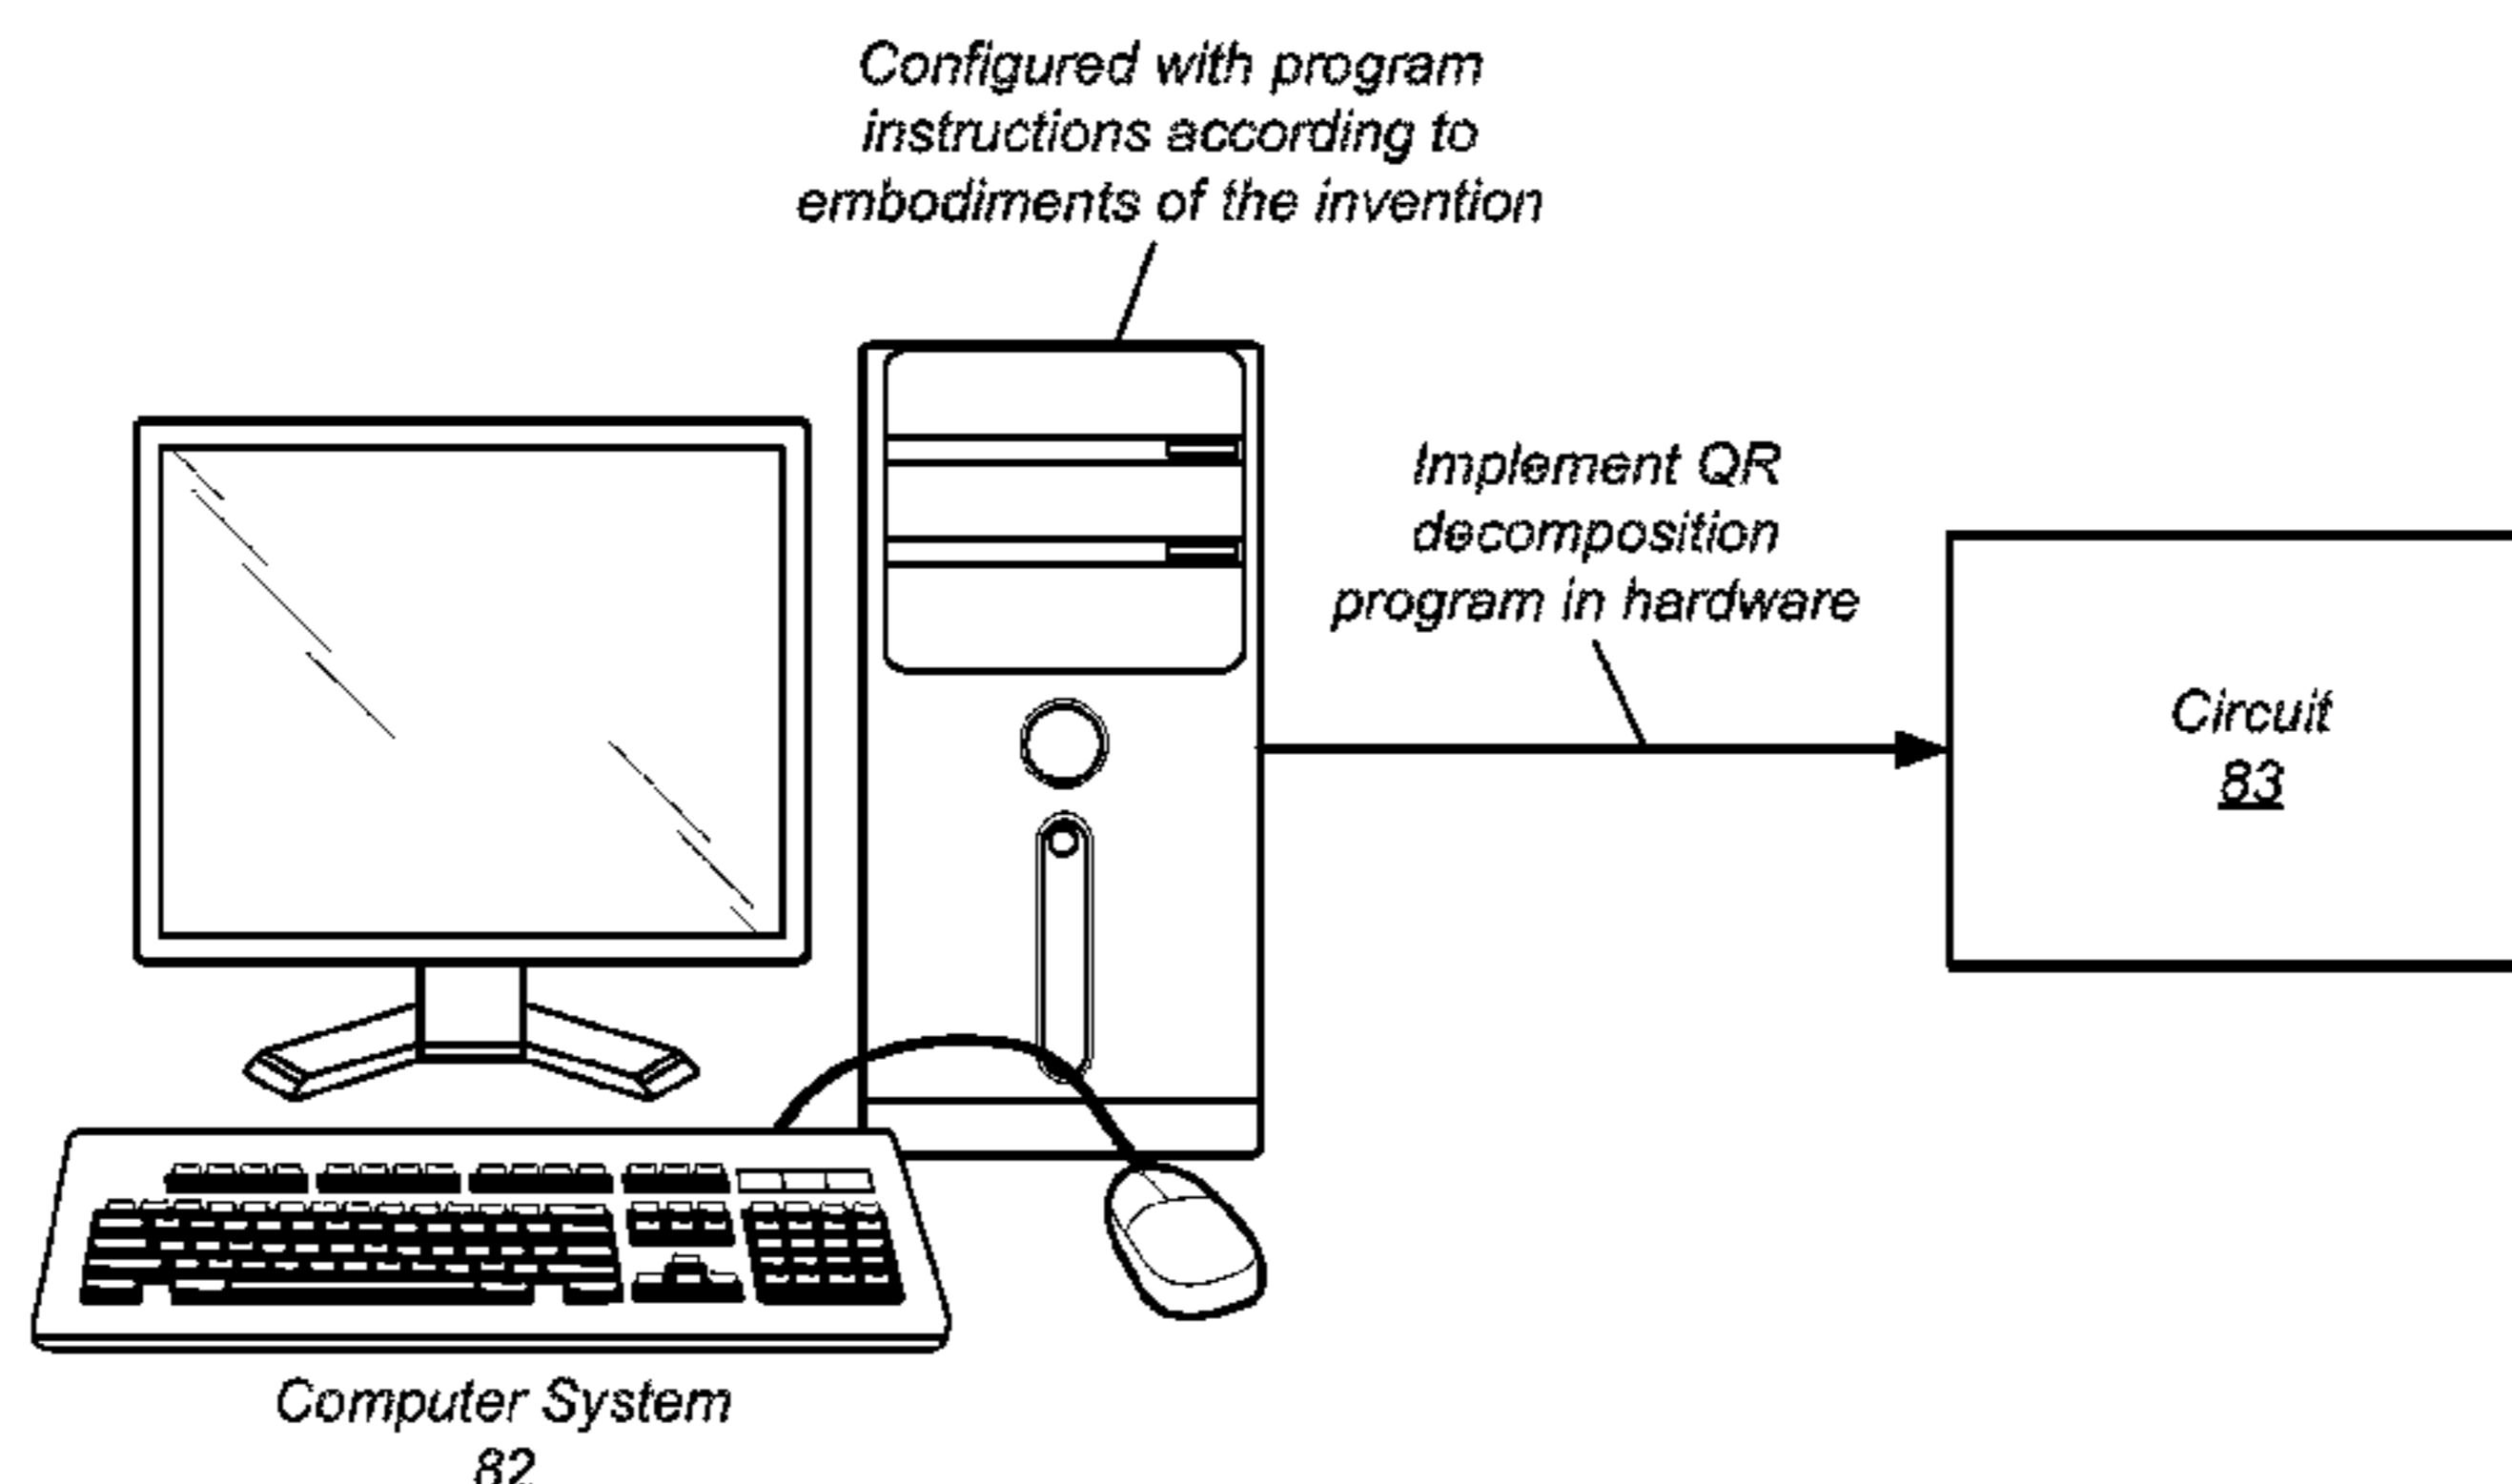 Configured with program
instructions according to
embodiments of the invention
Implement QR
decomposition
program in hardware
Circuit
83
Computer System
82